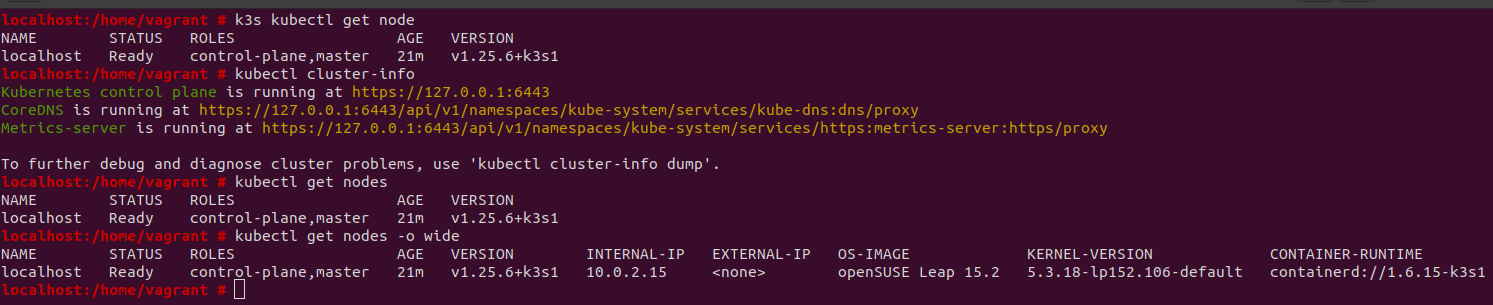 localhost:/home/vagrant # k3s kubectl get node
NAME        STATUS   ROLES                  AGE   VERSION
localhost   Ready    control-plane,master   21m   v1.25.6+k3s1
localhost:/home/vagrant # kubectl cluster-info
Kubernetes control plane is running at https://127.0.0.1:6443
CoreDNS is running at https://127.0.0.1:6443/api/v1/namespaces/kube-system/services/kube-dns:dns/proxy
Metrics-server is running at https://127.0.0.1:6443/api/v1/namespaces/kube-system/services/https:metrics-server:https/proxy

To further debug and diagnose cluster problems, use 'kubectl cluster-info dump'.
localhost:/home/vagrant # kubectl get nodes
NAME        STATUS   ROLES                  AGE   VERSION
localhost   Ready    control-plane,master   21m   v1.25.6+k3s1
localhost:/home/vagrant # kubectl get nodes -o wide
NAME        STATUS   ROLES                  AGE   VERSION        INTERNAL-IP   EXTERNAL-IP   OS-IMAGE             KERNEL-VERSION            CONTAINER-RUNTIME
localhost   Ready    control-plane,master   21m   v1.25.6+k3s1   10.0.2.15     <none>        openSUSE Leap 15.2   5.3.18-lp152.106-default   containerd://1.6.15-k3s1
localhost:/home/vagrant #